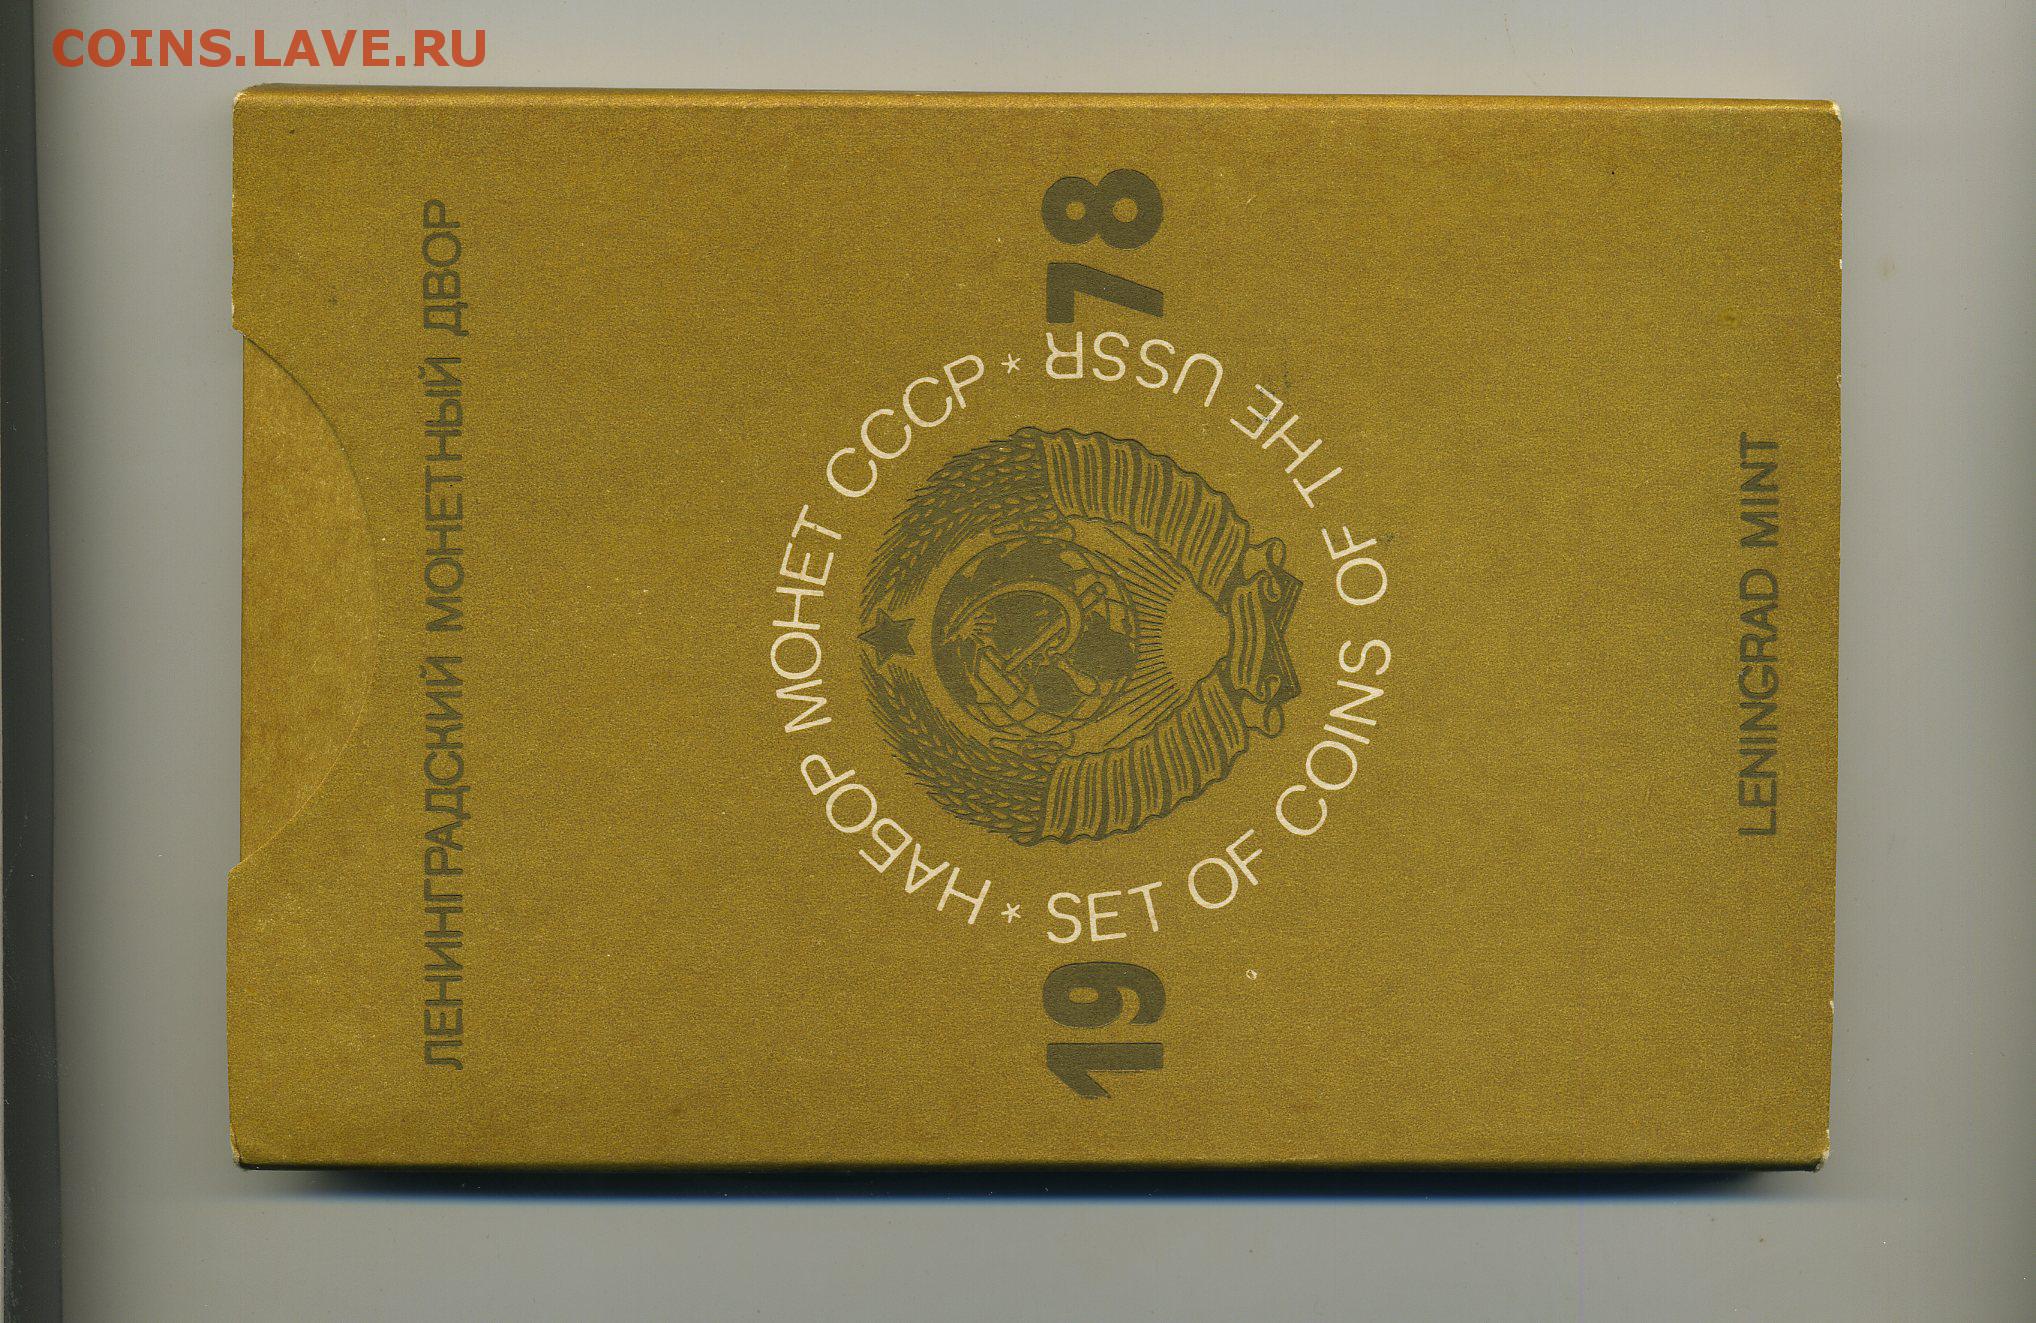 COINS.LAVE.RU
ЛЕНИНГРАДСКИЙ МОНЕТНЫЙ ДВОР
НАБОР МОНЕТ СССР *
1978
* SET OF COINS OF THE USSR
LENINGRAD MINT